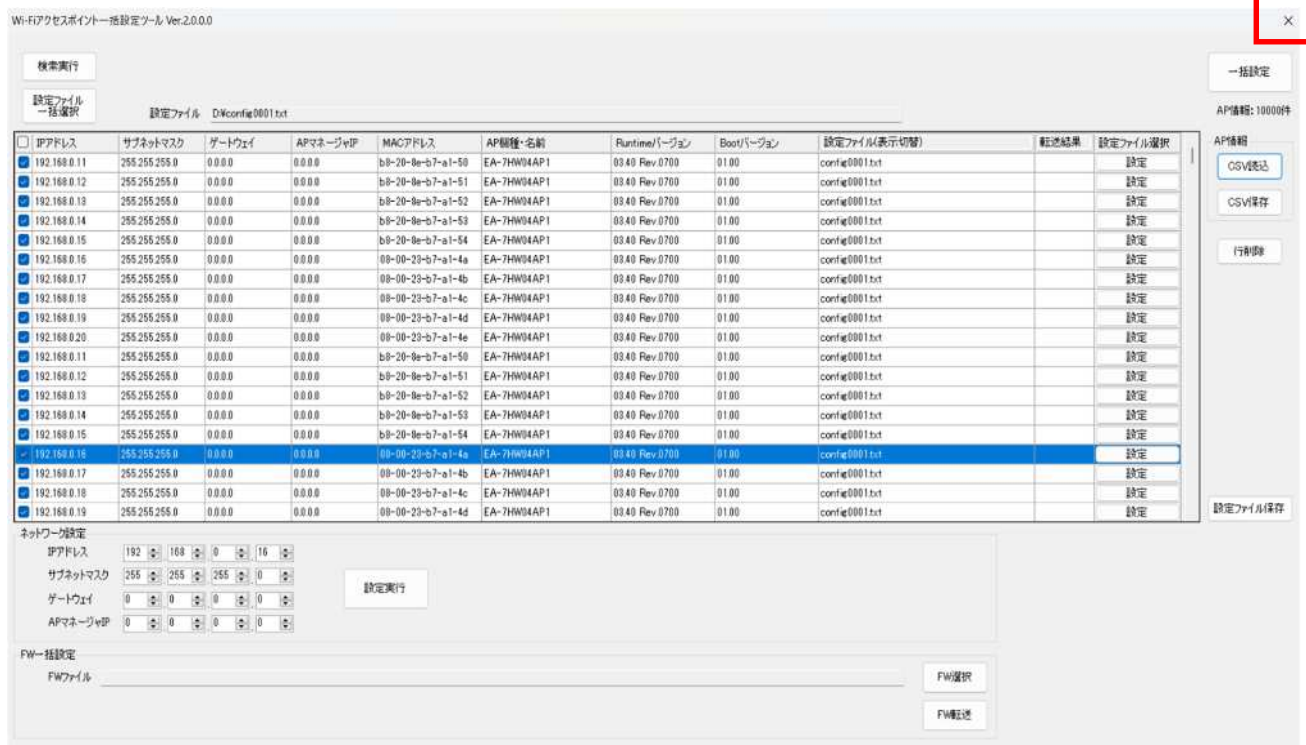 Wi-Fiアクセスポイント一括設定ツール Ver.2.0.0.0
検索実行
一括設定
設定ファイル
一括選択
設定ファイル D:¥config0001.txt
AP情報: 10000件
IPアドレス サブネットマスク ゲートウェイ APマネージャIP MACアドレス AP機種・名前 Runtimeバージョン Bootバージョン 設定ファイル(表示切替) 転送結果 設定ファイル選択
192.168.0.11 255.255.255.0 0.0.0.0 0.0.0.0 b8-20-8e-b7-a1-50 EA-7HW04AP1 03.40 Rev.0700 01.00 config0001.txt 設定
192.168.0.12 255.255.255.0 0.0.0.0 0.0.0.0 b8-20-8e-b7-a1-51 EA-7HW04AP1 03.40 Rev.0700 01.00 config0001.txt 設定
192.168.0.13 255.255.255.0 0.0.0.0 0.0.0.0 b8-20-8e-b7-a1-52 EA-7HW04AP1 03.40 Rev.0700 01.00 config0001.txt 設定
192.168.0.14 255.255.255.0 0.0.0.0 0.0.0.0 b8-20-8e-b7-a1-53 EA-7HW04AP1 03.40 Rev.0700 01.00 config0001.txt 設定
192.168.0.15 255.255.255.0 0.0.0.0 0.0.0.0 b8-20-8e-b7-a1-54 EA-7HW04AP1 03.40 Rev.0700 01.00 config0001.txt 設定
192.168.0.16 255.255.255.0 0.0.0.0 0.0.0.0 08-00-23-b7-a1-4a EA-7HW04AP1 03.40 Rev.0700 01.00 config0001.txt 設定
192.168.0.17 255.255.255.0 0.0.0.0 0.0.0.0 08-00-23-b7-a1-4b EA-7HW04AP1 03.40 Rev.0700 01.00 config0001.txt 設定
192.168.0.18 255.255.255.0 0.0.0.0 0.0.0.0 08-00-23-b7-a1-4c EA-7HW04AP1 03.40 Rev.0700 01.00 config0001.txt 設定
192.168.0.19 255.255.255.0 0.0.0.0 0.0.0.0 08-00-23-b7-a1-4d EA-7HW04AP1 03.40 Rev.0700 01.00 config0001.txt 設定
192.168.0.20 255.255.255.0 0.0.0.0 0.0.0.0 08-00-23-b7-a1-4e EA-7HW04AP1 03.40 Rev.0700 01.00 config0001.txt 設定
192.168.0.11 255.255.255.0 0.0.0.0 0.0.0.0 b8-20-8e-b7-a1-50 EA-7HW04AP1 03.40 Rev.0700 01.00 config0001.txt 設定
192.168.0.12 255.255.255.0 0.0.0.0 0.0.0.0 b8-20-8e-b7-a1-51 EA-7HW04AP1 03.40 Rev.0700 01.00 config0001.txt 設定
192.168.0.13 255.255.255.0 0.0.0.0 0.0.0.0 b8-20-8e-b7-a1-52 EA-7HW04AP1 03.40 Rev.0700 01.00 config0001.txt 設定
192.168.0.14 255.255.255.0 0.0.0.0 0.0.0.0 b8-20-8e-b7-a1-53 EA-7HW04AP1 03.40 Rev.0700 01.00 config0001.txt 設定
192.168.0.15 255.255.255.0 0.0.0.0 0.0.0.0 b8-20-8e-b7-a1-54 EA-7HW04AP1 03.40 Rev.0700 01.00 config0001.txt 設定
192.168.0.16 255.255.255.0 0.0.0.0 0.0.0.0 08-00-23-b7-a1-4a EA-7HW04AP1 03.40 Rev.0700 01.00 config0001.txt 設定
192.168.0.17 255.255.255.0 0.0.0.0 0.0.0.0 08-00-23-b7-a1-4b EA-7HW04AP1 03.40 Rev.0700 01.00 config0001.txt 設定
192.168.0.18 255.255.255.0 0.0.0.0 0.0.0.0 08-00-23-b7-a1-4c EA-7HW04AP1 03.40 Rev.0700 01.00 config0001.txt 設定
192.168.0.19 255.255.255.0 0.0.0.0 0.0.0.0 08-00-23-b7-a1-4d EA-7HW04AP1 03.40 Rev.0700 01.00 config0001.txt 設定
AP情報
CSV読込
CSV保存
行削除
設定ファイル保存
ネットワーク設定
IPアドレス 192 168 0 16
サブネットマスク 255 255 255 0
ゲートウェイ 0 0 0 0
APマネージャIP 0 0 0 0
設定実行
FW一括設定
FWファイル
FW選択
FW転送